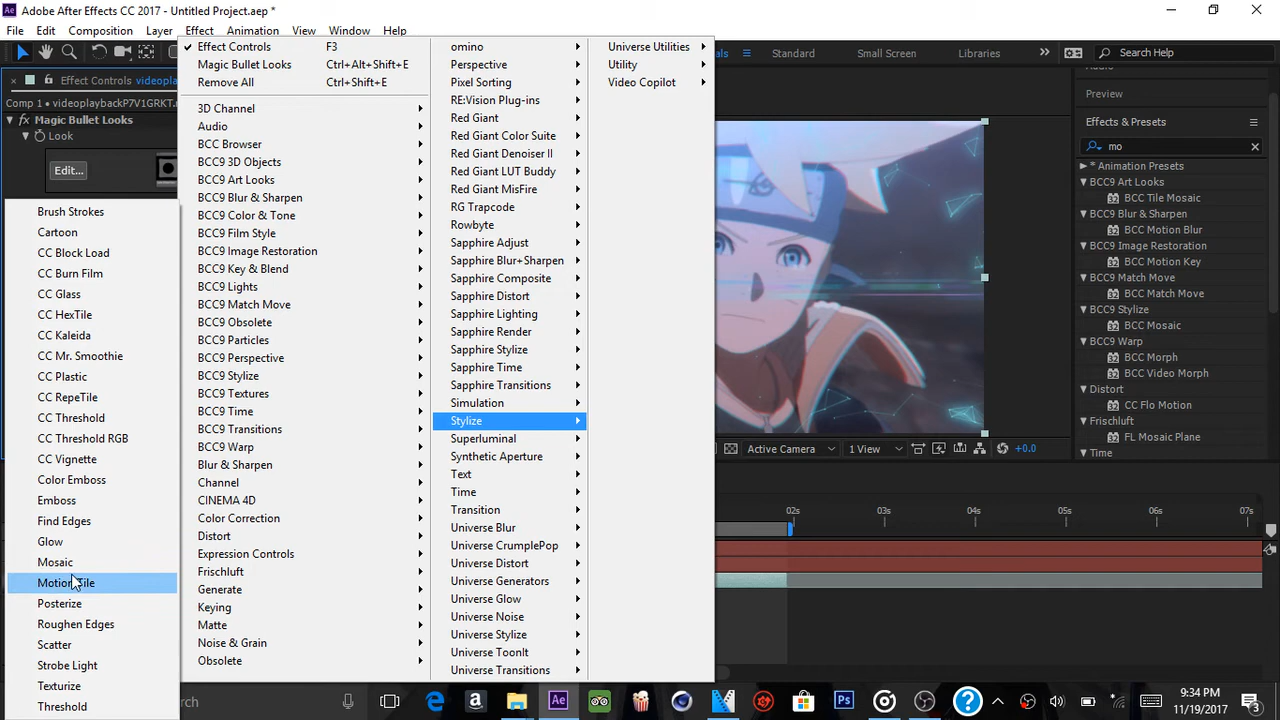 Adobe After Effects CC 2017 - Untitled Project.aep *
File Edit Composition Layer Effect Animation View Window Help
Effect Controls videopla
Comp 1 • videoplaybackP7V1GRKT.
fx Magic Bullet Looks
Look
Edit...
Effect Controls F3
Magic Bullet Looks Ctrl+Alt+Shift+E
Remove All Ctrl+Shift+E
3D Channel
Audio
BCC Browser
BCC9 3D Objects
BCC9 Art Looks
BCC9 Blur & Sharpen
BCC9 Color & Tone
BCC9 Film Style
BCC9 Image Restoration
BCC9 Key & Blend
BCC9 Lights
BCC9 Match Move
BCC9 Obsolete
BCC9 Particles
BCC9 Perspective
BCC9 Stylize
BCC9 Textures
BCC9 Time
BCC9 Transitions
BCC9 Warp
Blur & Sharpen
Channel
CINEMA 4D
Color Correction
Distort
Expression Controls
Frischluft
Generate
Keying
Matte
Noise & Grain
Obsolete
omino
Perspective
Pixel Sorting
RE:Vision Plug-ins
Red Giant
Red Giant Color Suite
Red Giant Denoiser II
Red Giant LUT Buddy
Red Giant MisFire
RG Trapcode
Rowbyte
Sapphire Adjust
Sapphire Blur+Sharpen
Sapphire Composite
Sapphire Distort
Sapphire Lighting
Sapphire Render
Sapphire Stylize
Sapphire Time
Sapphire Transitions
Simulation
Stylize
Superluminal
Synthetic Aperture
Text
Time
Transition
Universe Blur
Universe CrumplePop
Universe Distort
Universe Generators
Universe Glow
Universe Noise
Universe Stylize
Universe ToonIt
Universe Transitions
Universe Utilities
Utility
Video Copilot
Brush Strokes
Cartoon
CC Block Load
CC Burn Film
CC Glass
CC HexTile
CC Kaleida
CC Mr. Smoothie
CC Plastic
CC RepeTile
CC Threshold
CC Threshold RGB
CC Vignette
Color Emboss
Emboss
Find Edges
Glow
Mosaic
Motion Tile
Posterize
Roughen Edges
Scatter
Strobe Light
Texturize
Threshold
Standard Small Screen Libraries Search Help
Audio
Preview
Effects & Presets
mo
* Animation Presets
BCC9 Art Looks
32 BCC Tile Mosaic
BCC9 Blur & Sharpen
32 BCC Motion Blur
BCC9 Image Restoration
32 BCC Motion Key
BCC9 Match Move
32 BCC Match Move
BCC9 Stylize
32 BCC Mosaic
BCC9 Warp
32 BCC Morph
32 BCC Video Morph
Distort
32 CC Flo Motion
Frischluft
32 FL Mosaic Plane
Time
Active Camera 1 View +0.0
02s 03s 04s 05s 06s 07s
earch
9:34 PM
11/19/2017